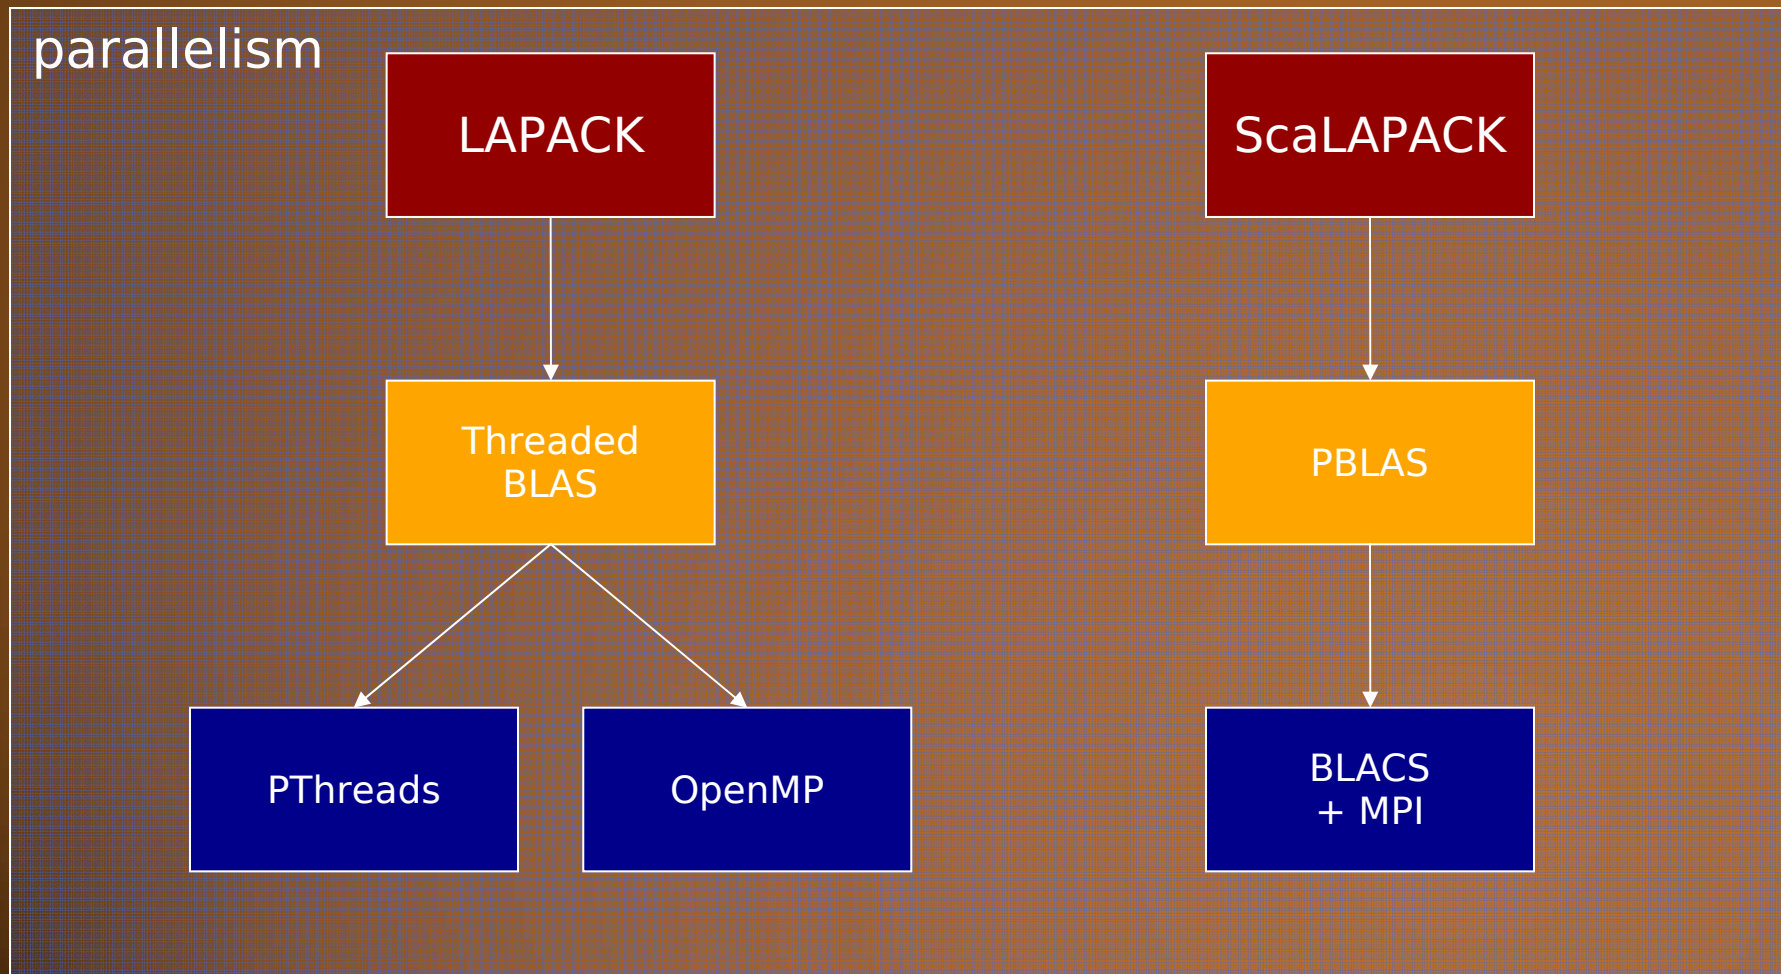 parallelism
LAPACK
ScaLAPACK
Threaded
BLAS
PBLAS
PThreads
OpenMP
BLACS
+ MPI